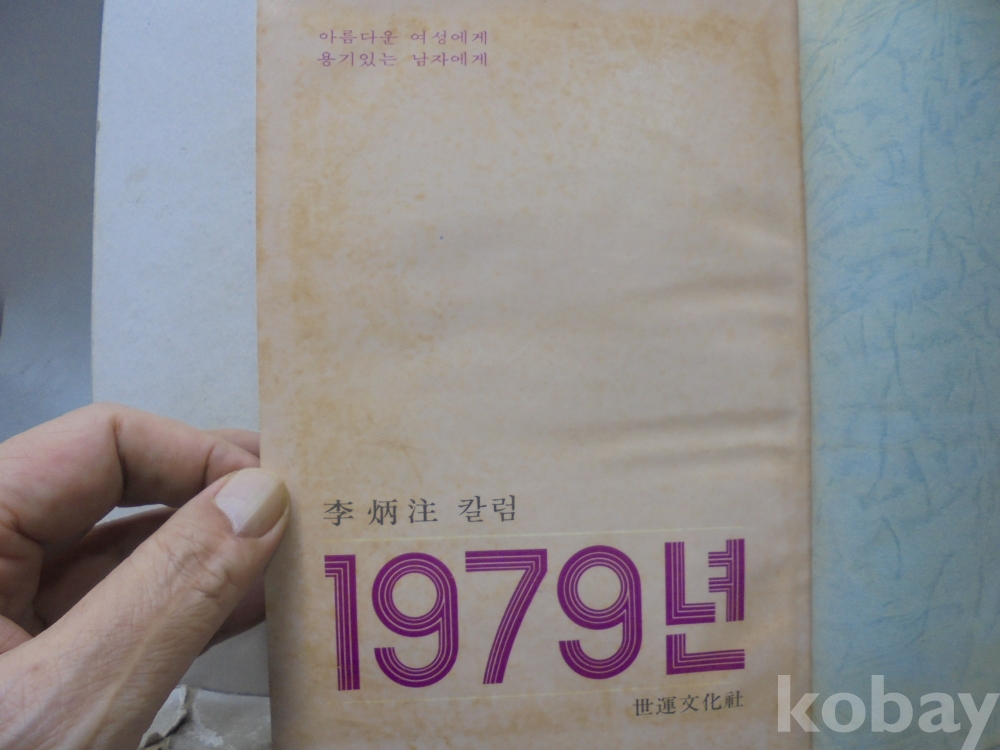 아름다운 여성에게
용기있는 남자에게
李炳注 칼럼
1979년
世運文化社
kobay